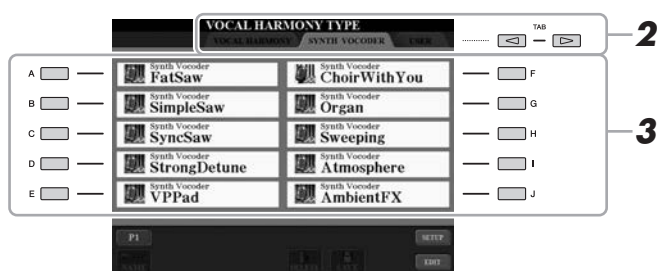 VOCAL HARMONY TYPE
VOCAL HARMONY SYNTH VOCODER USER
TAB
2
A Synth Vocoder FatSaw Synth Vocoder ChoirWithYou F
B Synth Vocoder SimpleSaw Synth Vocoder Organ G
C Synth Vocoder SyncSaw Synth Vocoder Sweeping H
3
D Synth Vocoder StrongDetune Synth Vocoder Atmosphere I
E Synth Vocoder VPPad Synth Vocoder AmbientFX J
P1 SETUP
EDIT